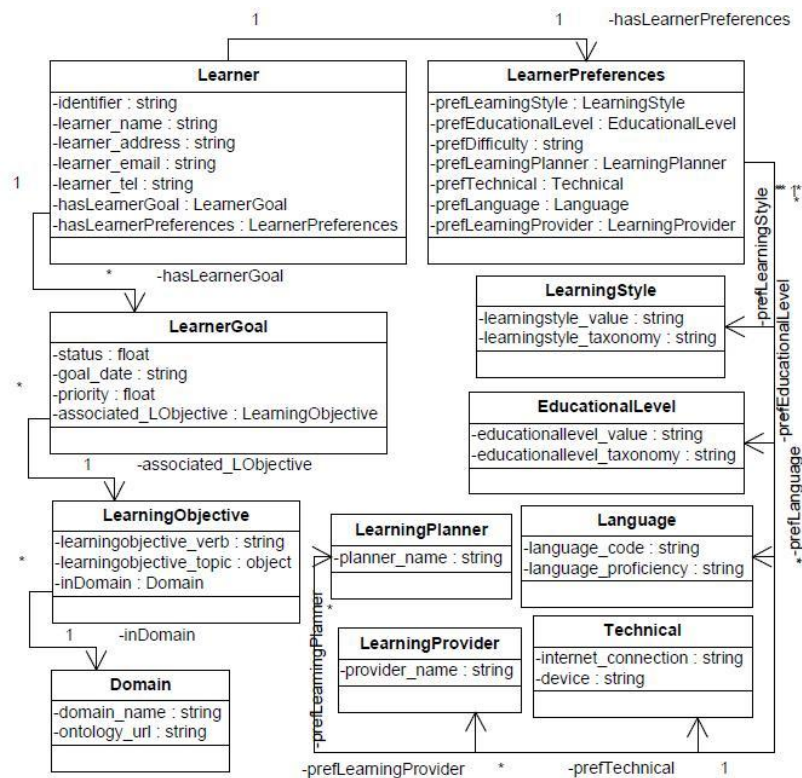 1
1
-hasLearnerPreferences
Learner
-identifier : string
-learner_name : string
-learner_address : string
-learner_email : string
-learner_tel : string
-hasLearnerGoal : LearnerGoal
-hasLearnerPreferences : LearnerPreferences
LearnerPreferences
-prefLearningStyle : LearningStyle
-prefEducationalLevel : EducationalLevel
-prefDifficulty : string
-prefLearningPlanner : LearningPlanner
-prefTechnical : Technical
-prefLanguage : Language
-prefLearningProvider : LearningProvider
1
*
-hasLearnerGoal
-prefLearningStyle
-prefEducationalLevel
-prefLanguage
*
LearningStyle
-learningstyle_value : string
-learningstyle_taxonomy : string
LearnerGoal
-status : float
-goal_date : string
-priority : float
-associated_LObjective : LearningObjective
*
1
-associated_LObjective
EducationalLevel
-educationallevel_value : string
-educationallevel_taxonomy : string
LearningObjective
-learningobjective_verb : string
-learningobjective_topic : object
-inDomain : Domain
*
1
-inDomain
LearningPlanner
-planner_name : string
*
-prefLearningPlanner
Language
-language_code : string
-language_proficiency : string
LearningProvider
-provider_name : string
Technical
-internet_connection : string
-device : string
Domain
-domain_name : string
-ontology_url : string
-prefLearningProvider
*
-prefTechnical
1